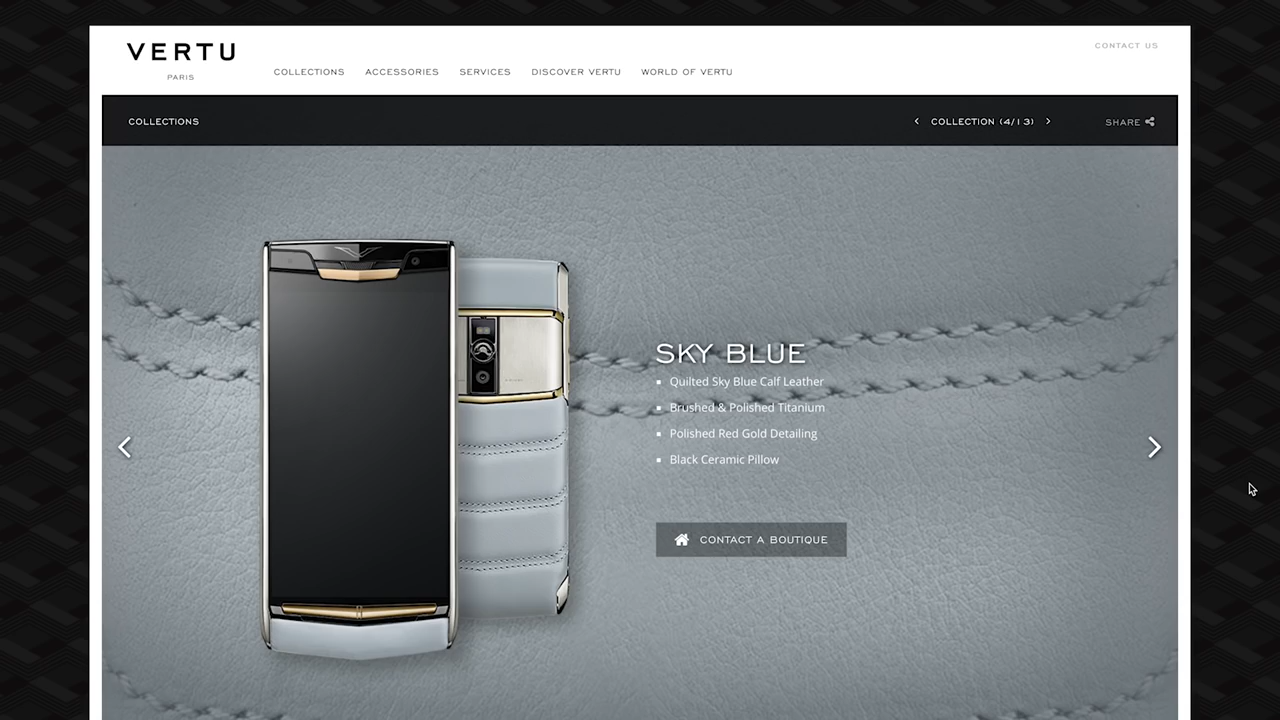 VERTU
PARIS
CONTACT US
COLLECTIONS ACCESSORIES SERVICES DISCOVER VERTU WORLD OF VERTU
COLLECTIONS
COLLECTION (4/13)
SHARE
SKY BLUE
Quilted Sky Blue Calf Leather
Brushed & Polished Titanium
Polished Red Gold Detailing
Black Ceramic Pillow
CONTACT A BOUTIQUE